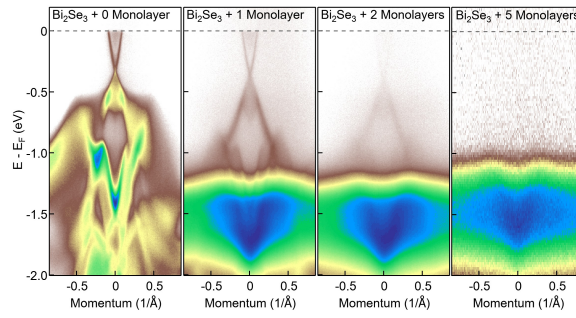 Bi₂Se₃ + 0 Monolayer
Bi₂Se₃ + 1 Monolayer
Bi₂Se₃ + 2 Monolayers
Bi₂Se₃ + 5 Monolayers
E - E_F (eV)
0
-0.5
-1.0
-1.5
-2.0
-0.5 0 0.5
-0.5 0 0.5
-0.5 0 0.5
-0.5 0 0.5
Momentum (1/Å)
Momentum (1/Å)
Momentum (1/Å)
Momentum (1/Å)